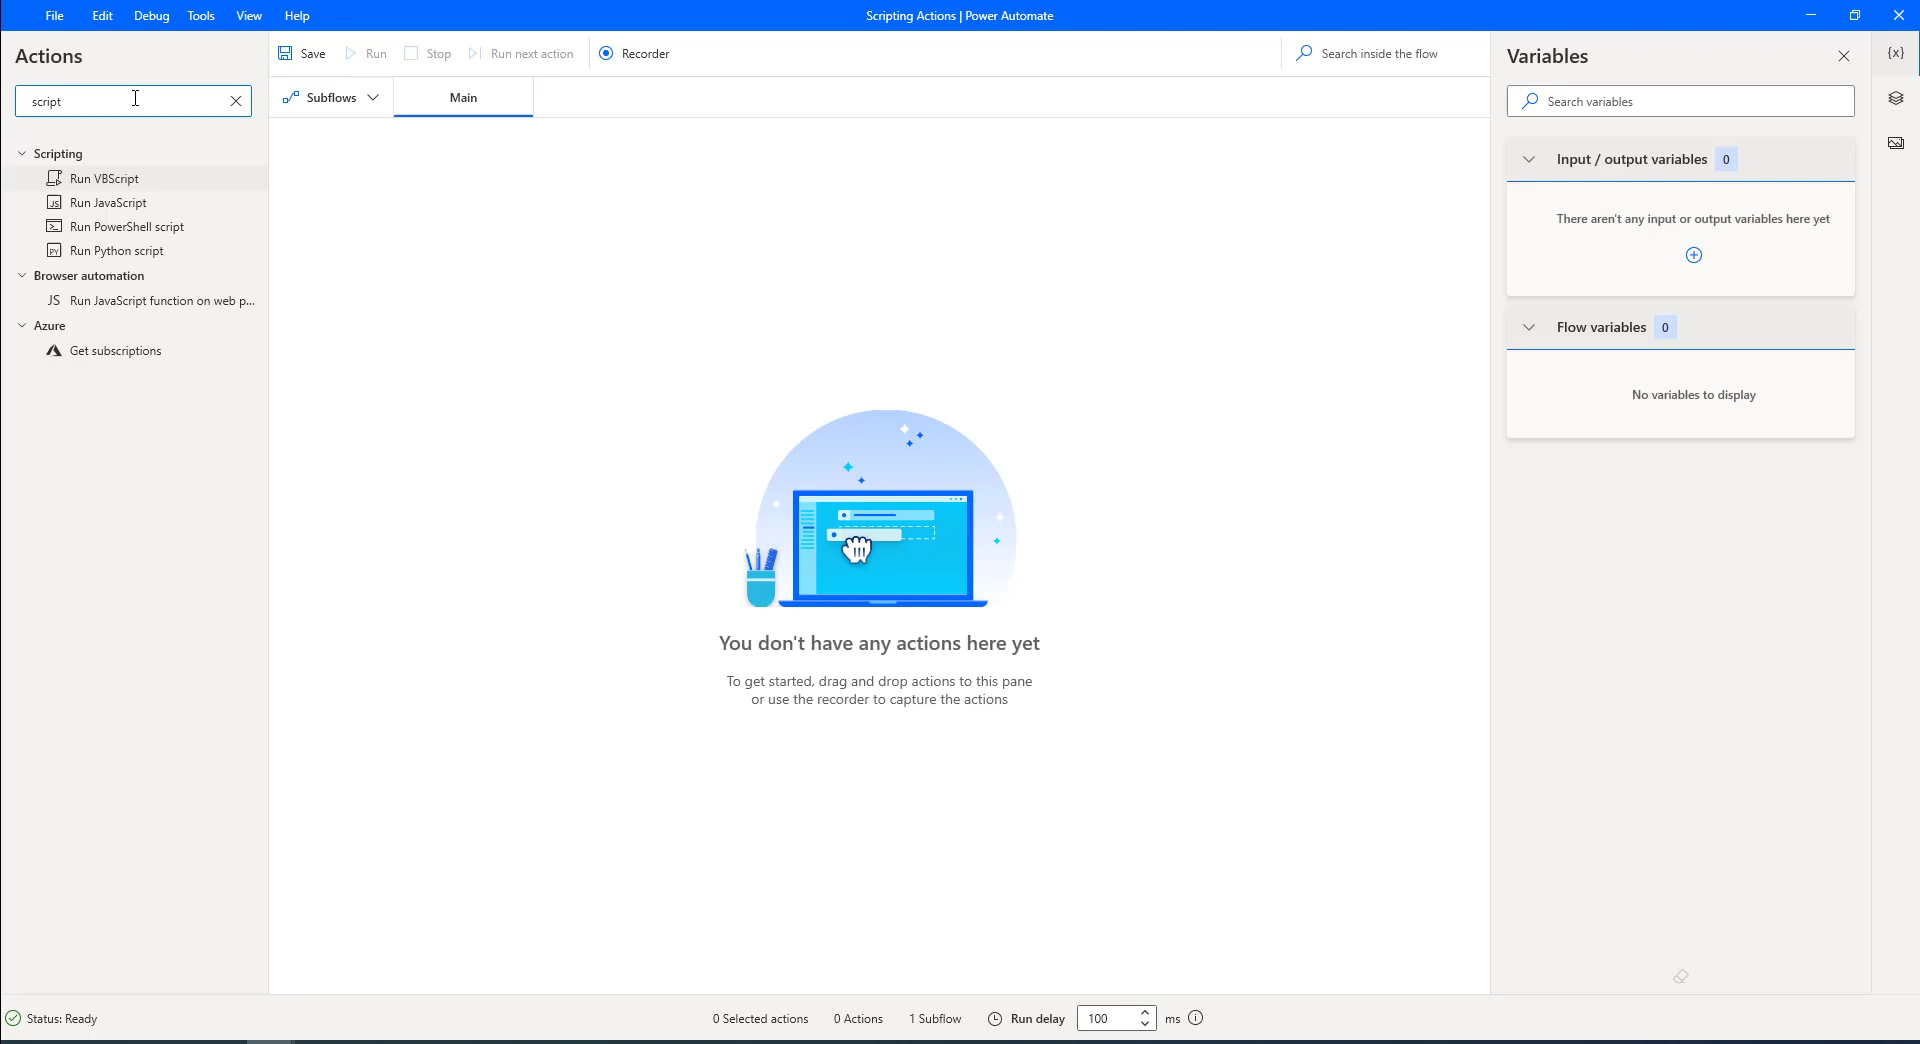 File Edit Debug Tools View Help
Scripting Actions | Power Automate
Actions
script
Scripting
Run VBScript
Run JavaScript
Run PowerShell script
Run Python script
Browser automation
JS Run JavaScript function on web p...
Azure
Get subscriptions
Save Run Stop Run next action Recorder
Search inside the flow
Subflows Main
You don't have any actions here yet
To get started, drag and drop actions to this pane
or use the recorder to capture the actions
Variables
{x}
Search variables
Input / output variables 0
There aren't any input or output variables here yet
Flow variables 0
No variables to display
Status: Ready
0 Selected actions 0 Actions 1 Subflow Run delay 100 ms